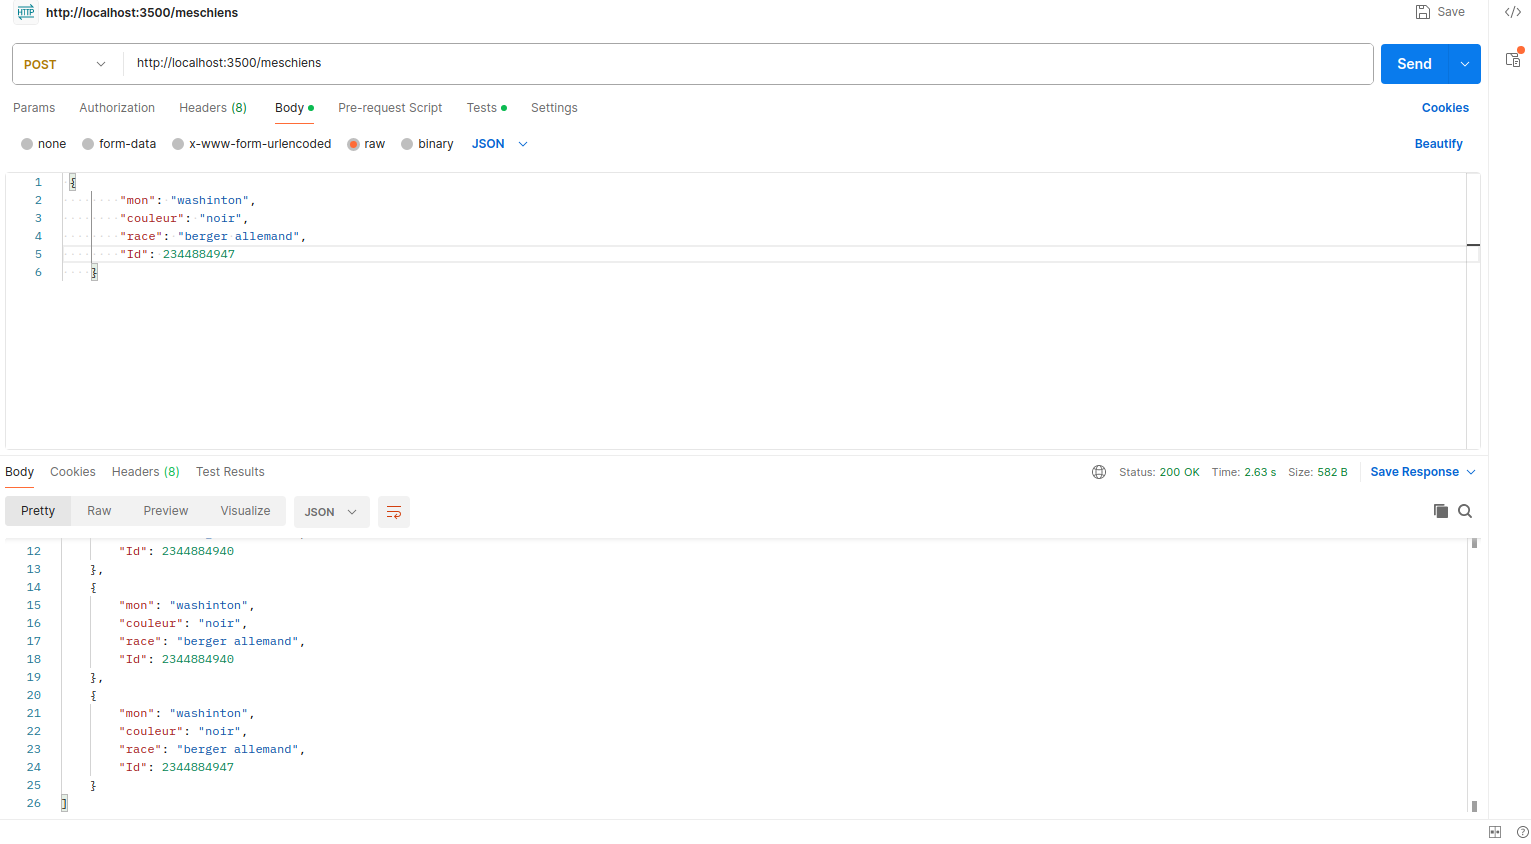 HTTP http://localhost:3500/meschiens Save
POST http://localhost:3500/meschiens Send
Params Authorization Headers (8) Body Pre-request Script Tests Settings Cookies
none form-data x-www-form-urlencoded raw binary JSON Beautify
1 {
2 "mon": "washinton",
3 "couleur": "noir",
4 "race": "berger allemand",
5 "Id": 2344884947
6 }
Body Cookies Headers (8) Test Results Status: 200 OK Time: 2.63 s Size: 582 B Save Response
Pretty Raw Preview Visualize JSON
12 "Id": 2344884940
13 },
14 {
15 "mon": "washinton",
16 "couleur": "noir",
17 "race": "berger allemand",
18 "Id": 2344884940
19 },
20 {
21 "mon": "washinton",
22 "couleur": "noir",
23 "race": "berger allemand",
24 "Id": 2344884947
25 }
26 ]